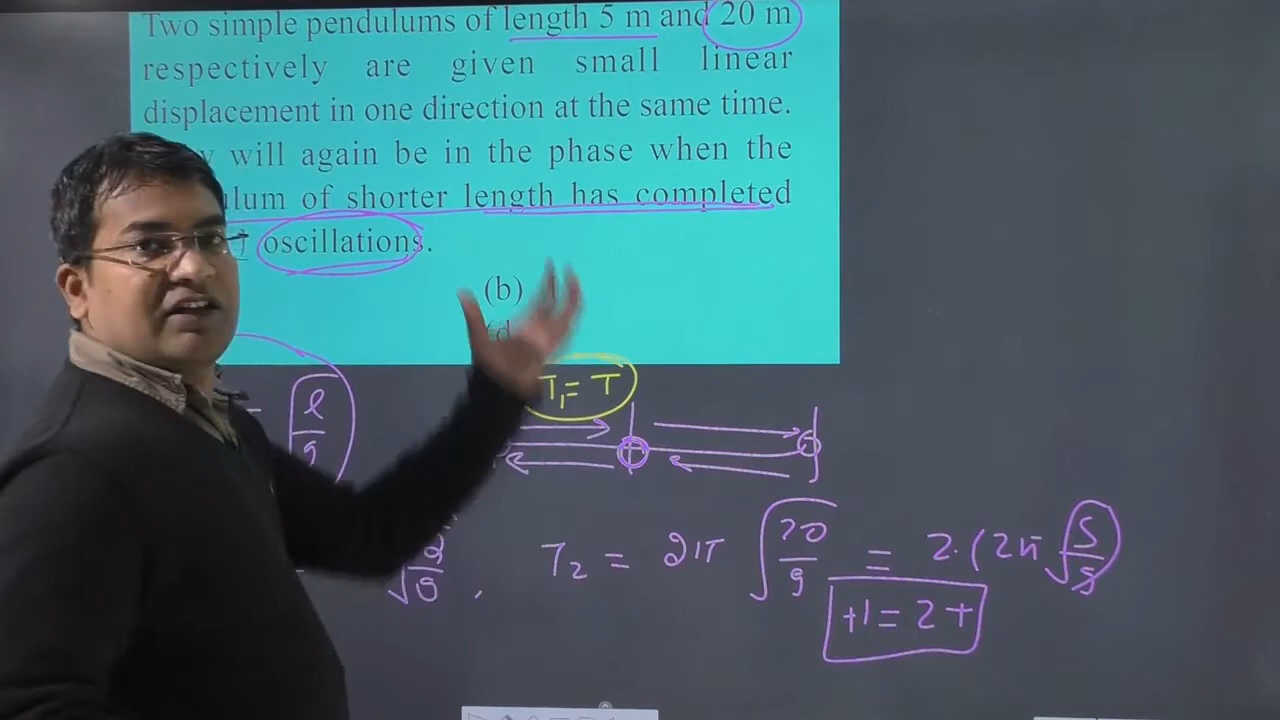 Two simple pendulums of length 5 m and 20 m
respectively are given small linear
displacement in one direction at the same time.
will again be in the phase when the
of shorter length has completed
oscillations.
(b)
(d
T₁ = T
l
g
T₂ = 2π √20/g = 2·(2π √5/g)
= 2T